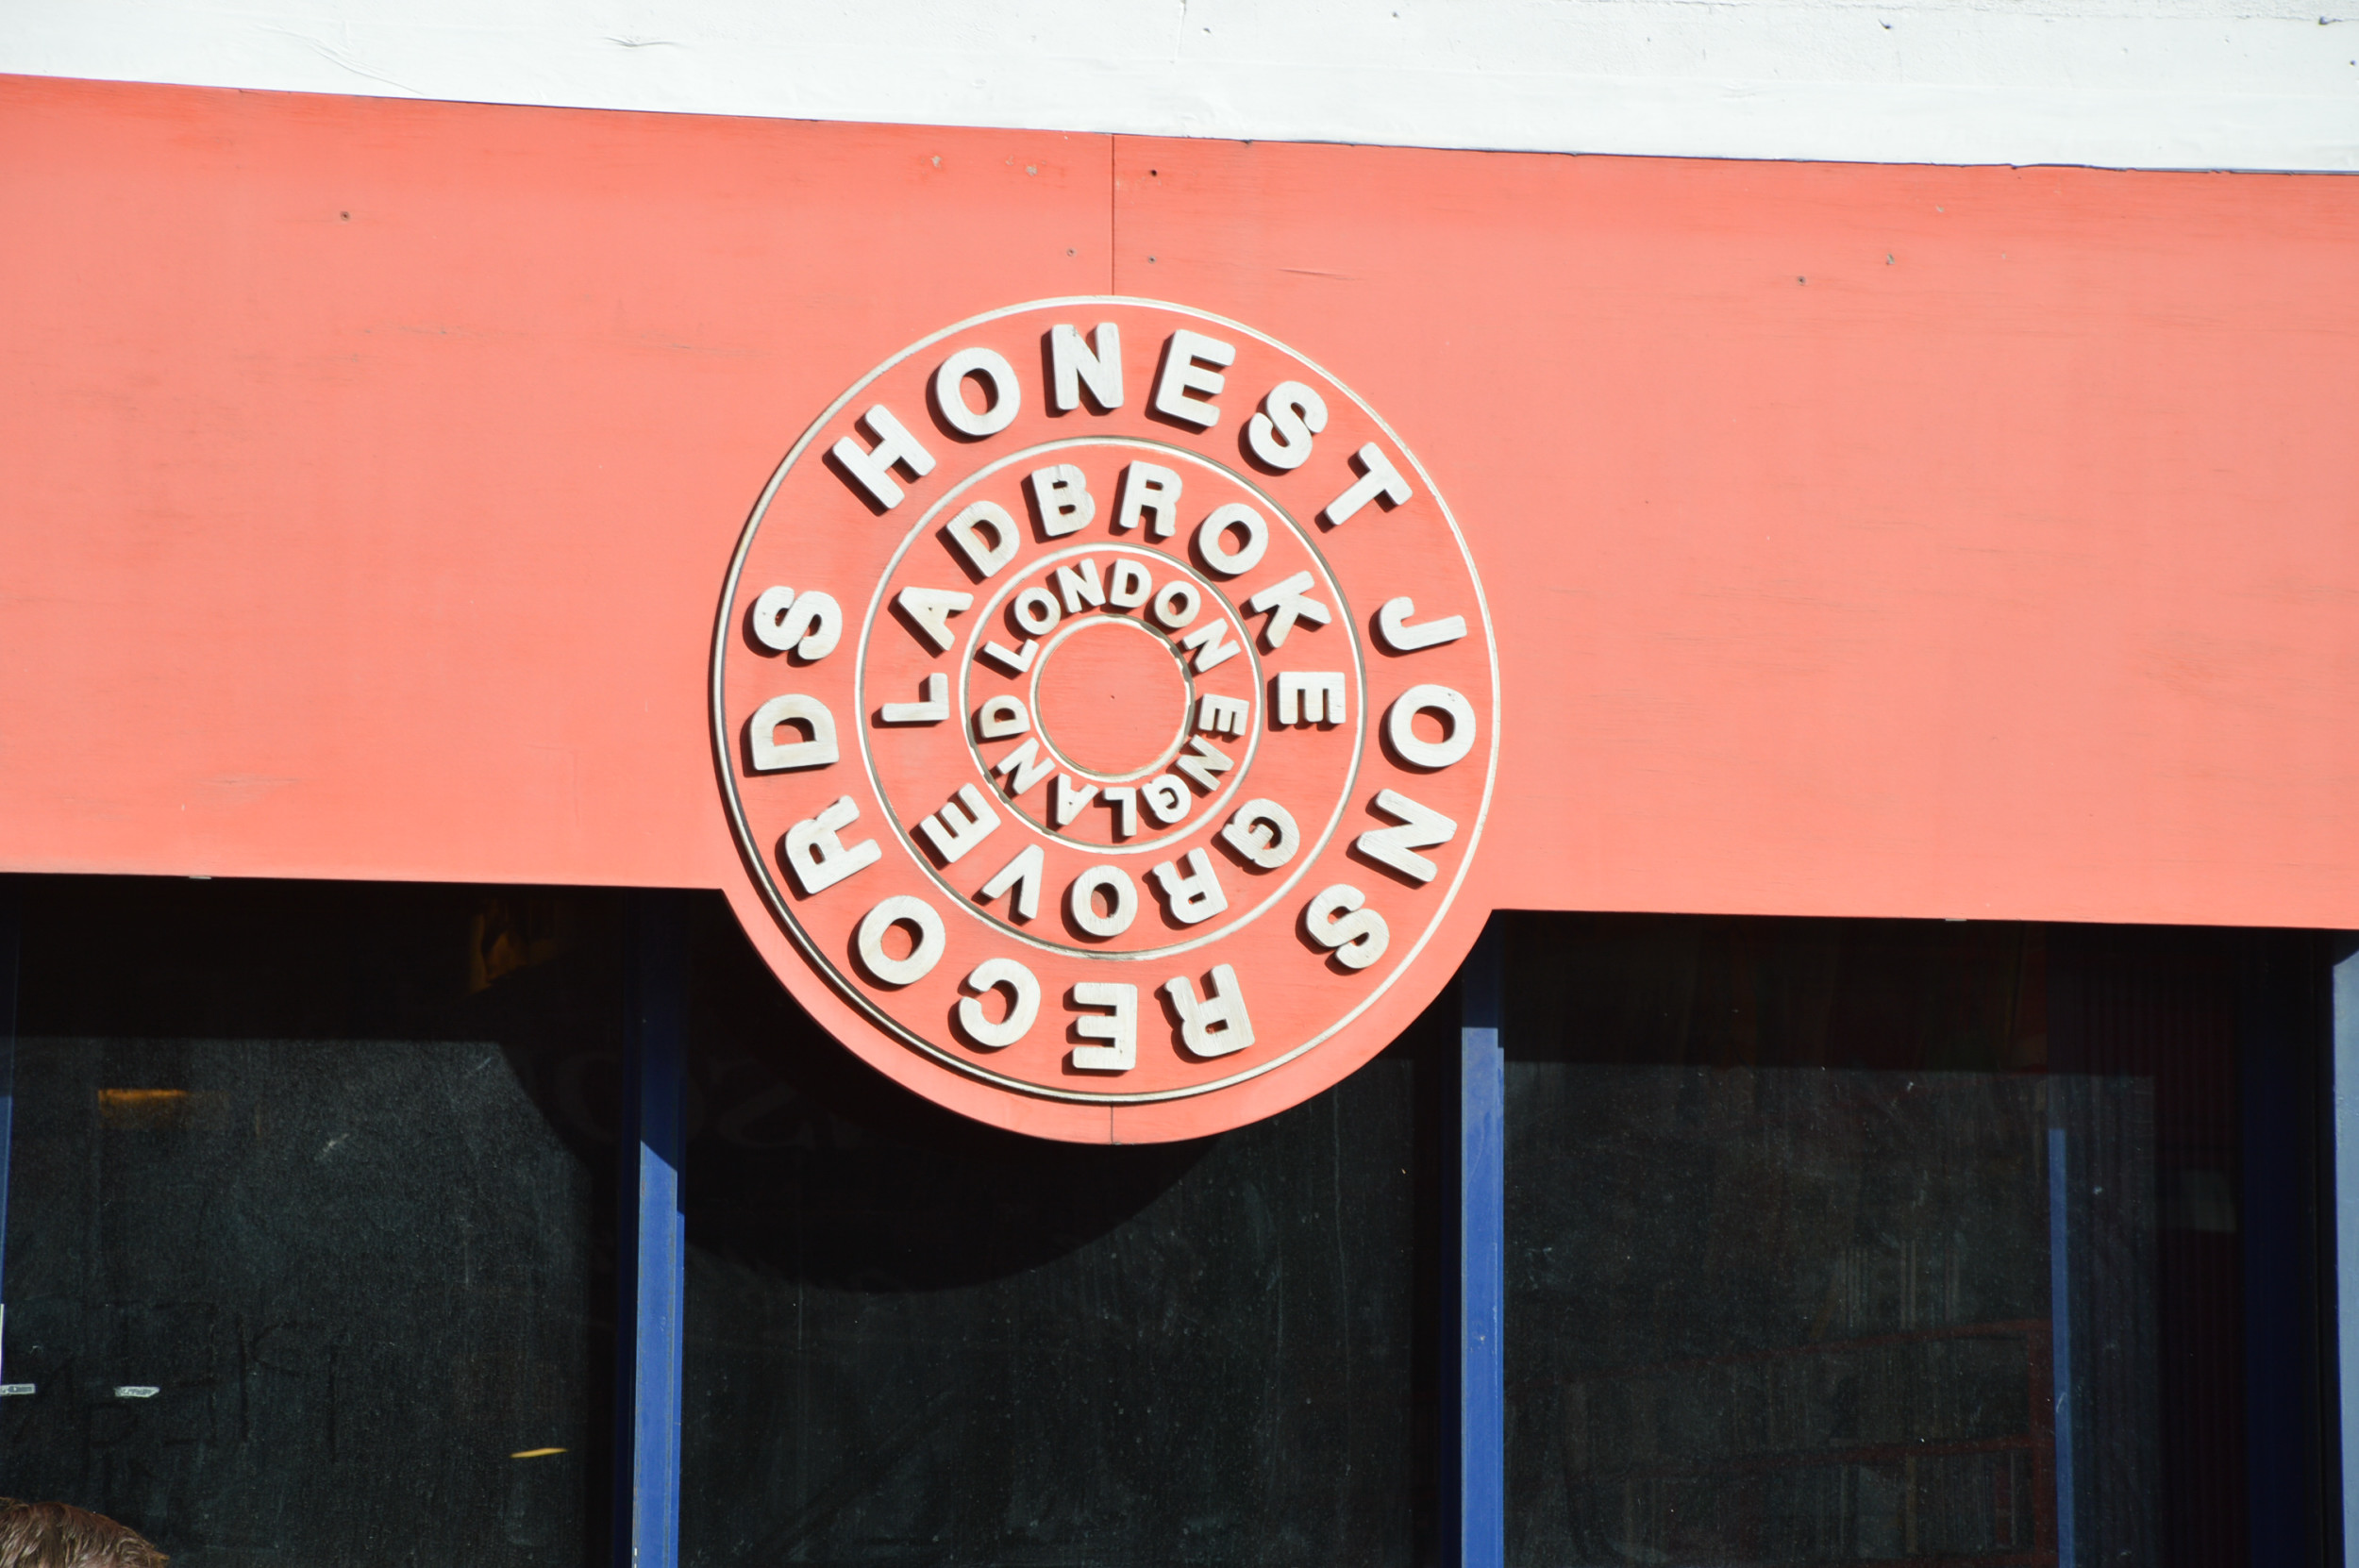 HONEST JONS RECORDS
LADBROKE GROVE
LONDON ENGLAND